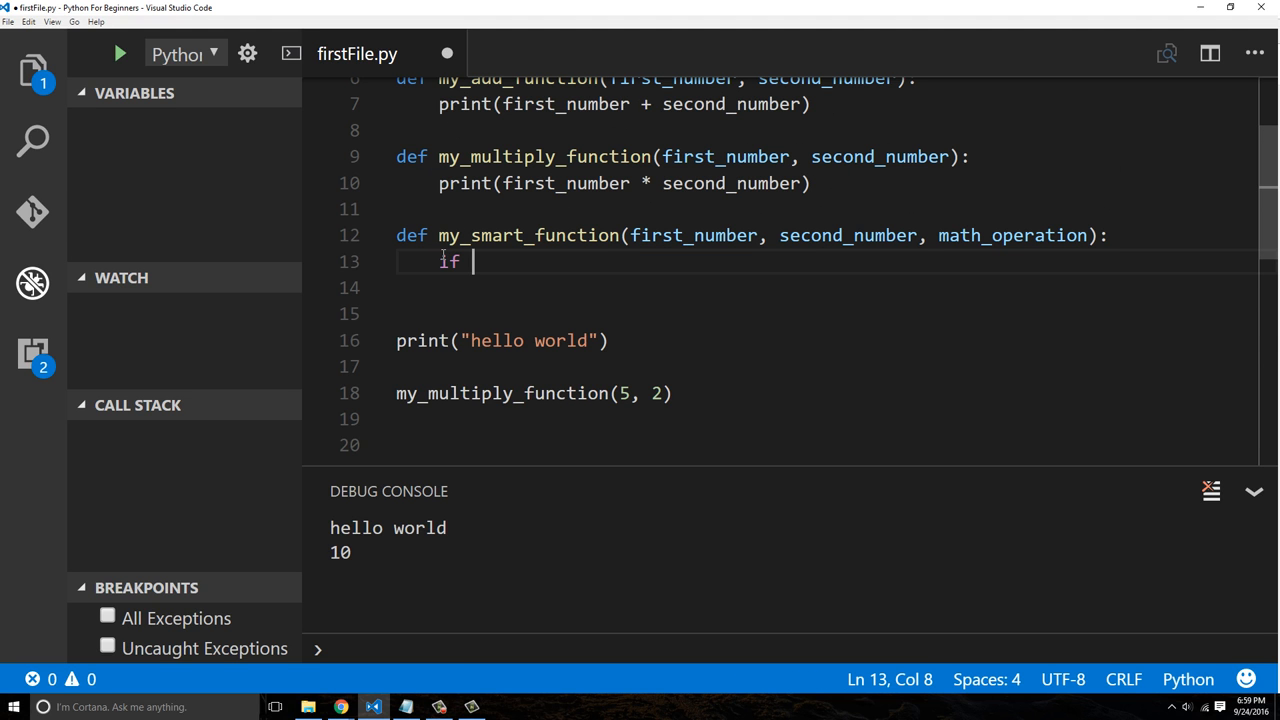 firstFile.py - Python For Beginners - Visual Studio Code
File Edit View Go Help
1
Python
firstFile.py
VARIABLES
WATCH
CALL STACK
BREAKPOINTS
All Exceptions
Uncaught Exceptions
2
6 def my_add_function(first_number, second_number):
7 print(first_number + second_number)
8
9 def my_multiply_function(first_number, second_number):
10 print(first_number * second_number)
11
12 def my_smart_function(first_number, second_number, math_operation):
13 if
14
15
16 print("hello world")
17
18 my_multiply_function(5, 2)
19
20
DEBUG CONSOLE
hello world
10
0 0
Ln 13, Col 8 Spaces: 4 UTF-8 CRLF Python
I'm Cortana. Ask me anything.
6:59 PM
9/24/2016